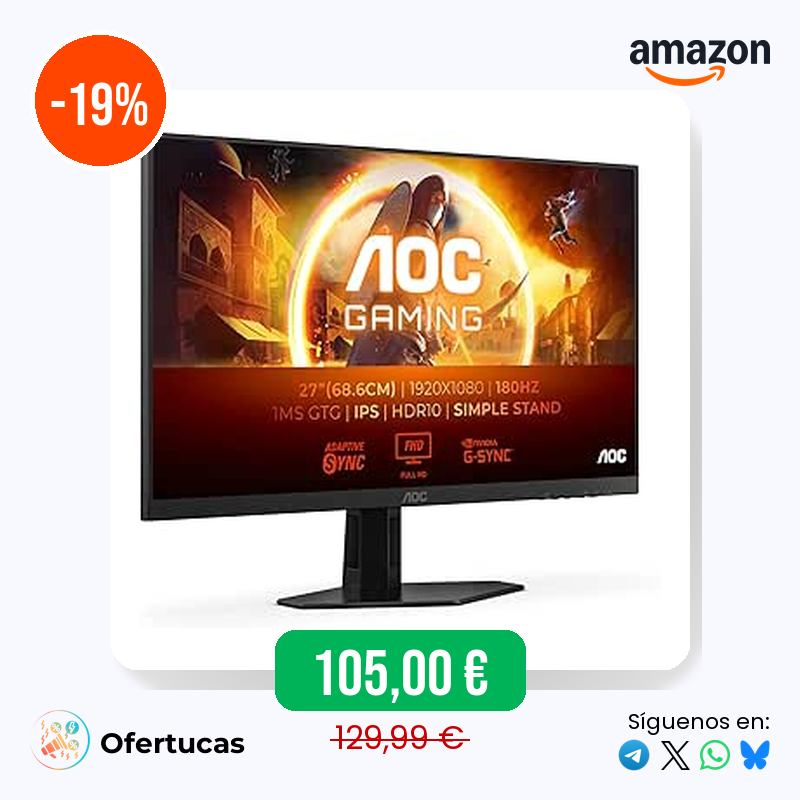 -19%
amazon
AOC
GAMING
27"(68.6CM) | 1920X1080 | 180HZ
1MS GTG | IPS | HDR10 | SIMPLE STAND
ADAPTIVE
SYNC
FHD
FULL HD
NVIDIA
G-SYNC
AOC
AOC
105,00 €
129,99 €
Ofertucas
Síguenos en: